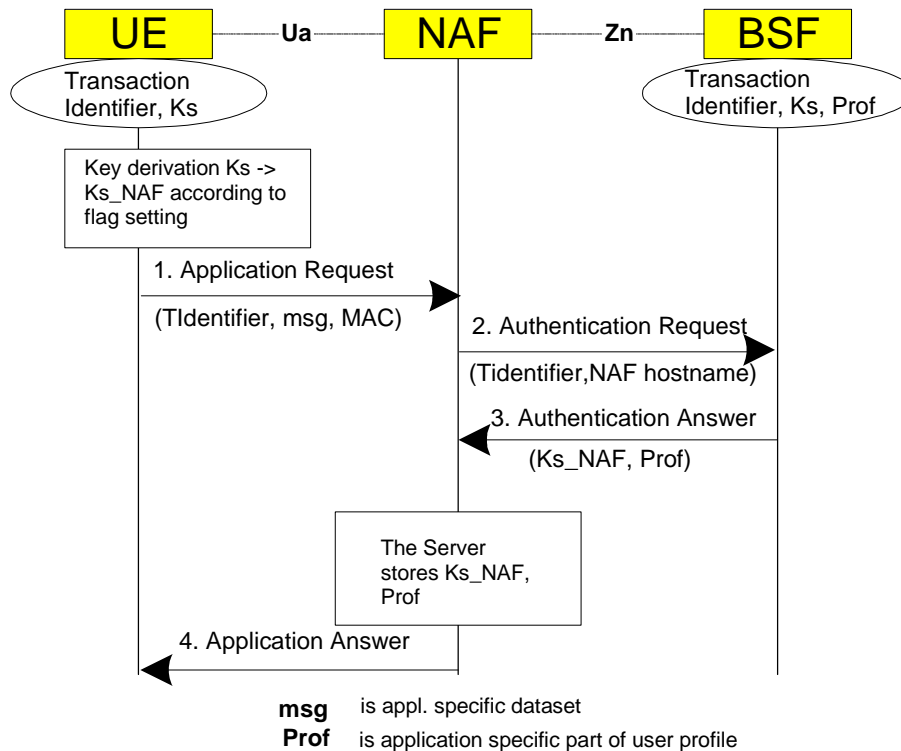 UE Ua NAF Zn BSF
Transaction
Identifier, Ks
Transaction
Identifier, Ks, Prof
Key derivation Ks ->
Ks_NAF according to
flag setting
1. Application Request
(TIdentifier, msg, MAC)
2. Authentication Request
(Tidentifier,NAF hostname)
3. Authentication Answer
(Ks_NAF, Prof)
The Server
stores Ks_NAF,
Prof
4. Application Answer
msg is appl. specific dataset
Prof is application specific part of user profile